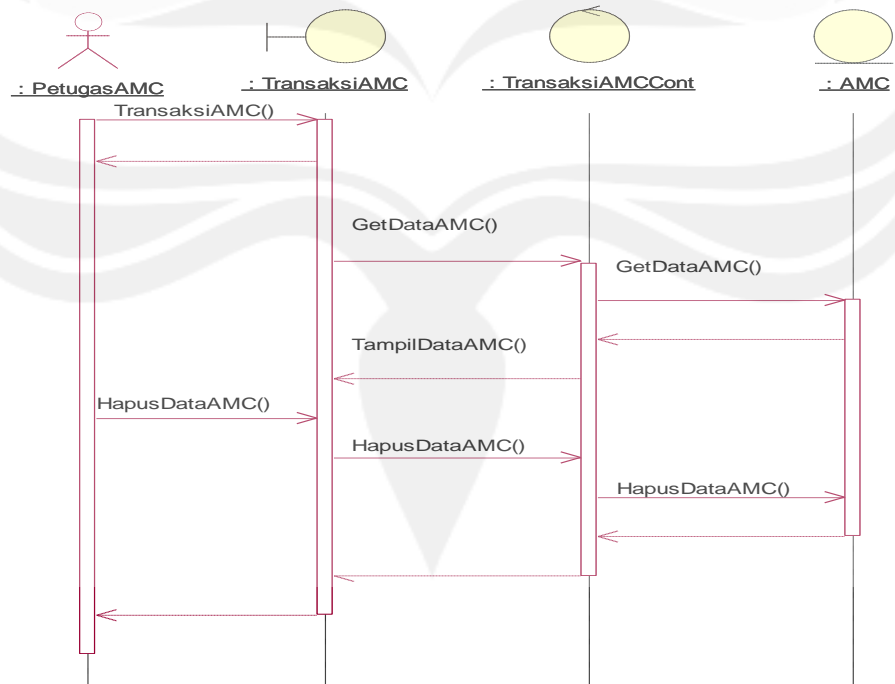 : PetugasAMC
: TransaksiAMC
: TransaksiAMCCont
: AMC
TransaksiAMC()
GetDataAMC()
GetDataAMC()
TampilDataAMC()
HapusDataAMC()
HapusDataAMC()
HapusDataAMC()